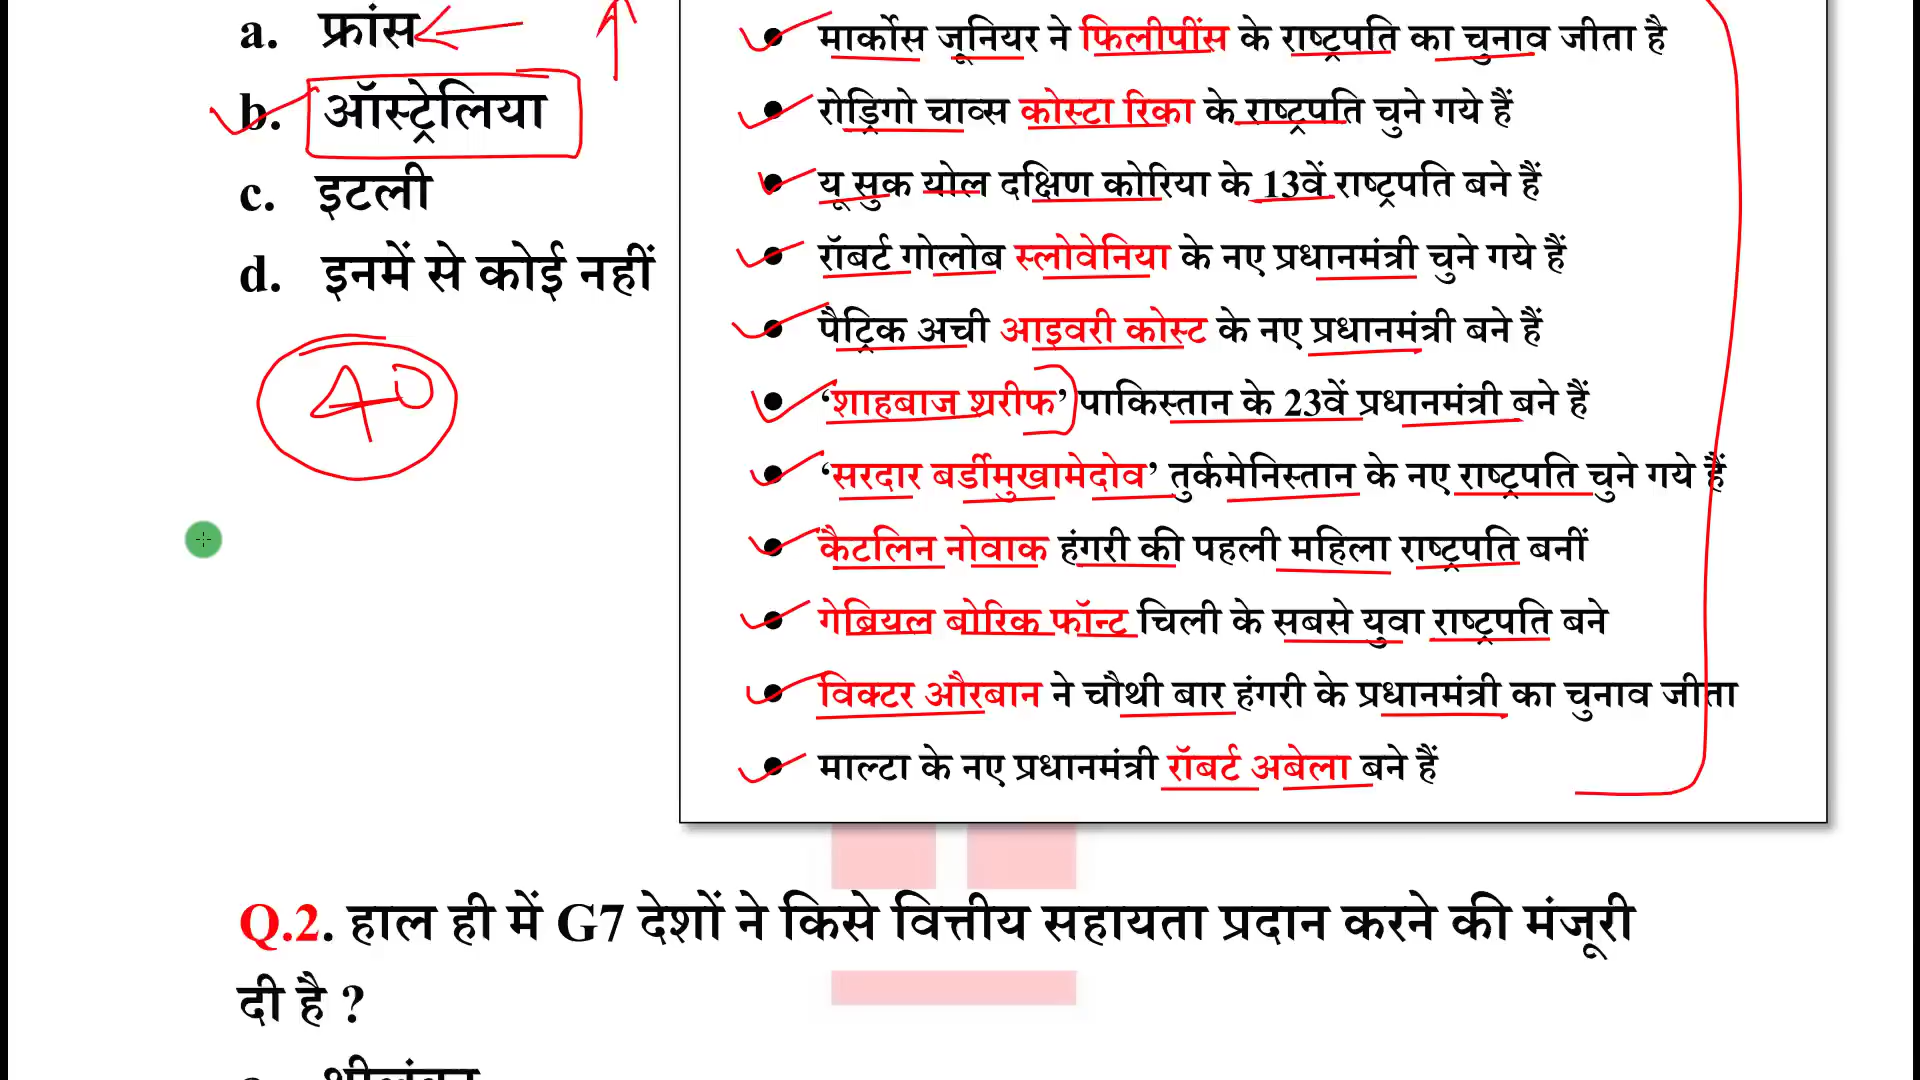 a. फ्रांस
b. ऑस्ट्रेलिया
c. इटली
d. इनमें से कोई नहीं
40
● मार्कोस जूनियर ने फिलीपींस के राष्ट्रपति का चुनाव जीता है
● रोड्रिगो चाव्स कोस्टा रिका के राष्ट्रपति चुने गये हैं
● यू सुक योल दक्षिण कोरिया के 13वें राष्ट्रपति बने हैं
● रॉबर्ट गोलोब स्लोवेनिया के नए प्रधानमंत्री चुने गये हैं
● पैट्रिक अची आइवरी कोस्ट के नए प्रधानमंत्री बने हैं
● ‘शाहबाज शरीफ’ पाकिस्तान के 23वें प्रधानमंत्री बने हैं
● ‘सरदार बर्डीमुखामेदोव’ तुर्कमेनिस्तान के नए राष्ट्रपति चुने गये हैं
● कैटलिन नोवाक हंगरी की पहली महिला राष्ट्रपति बनीं
● गेब्रियल बोरिक फॉन्ट चिली के सबसे युवा राष्ट्रपति बने
● विक्टर औरबान ने चौथी बार हंगरी के प्रधानमंत्री का चुनाव जीता
● माल्टा के नए प्रधानमंत्री रॉबर्ट अबेला बने हैं
Q.2. हाल ही में G7 देशों ने किसे वित्तीय सहायता प्रदान करने की मंजूरी
दी है ?